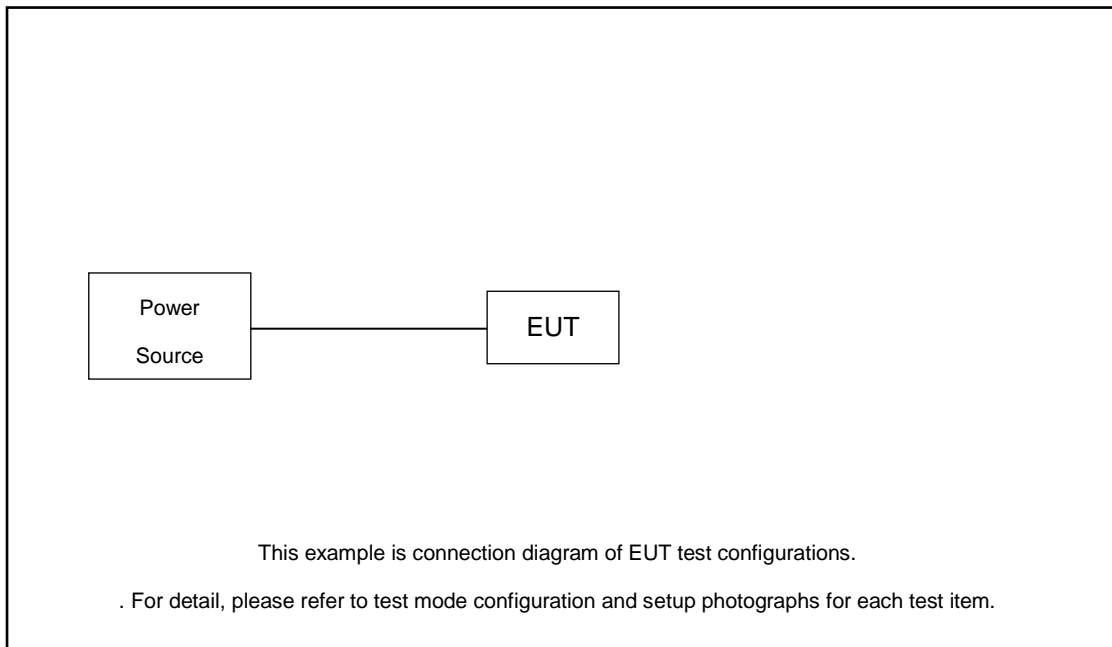 Power
Source
EUT
This example is connection diagram of EUT test configurations.
. For detail, please refer to test mode configuration and setup photographs for each test item.